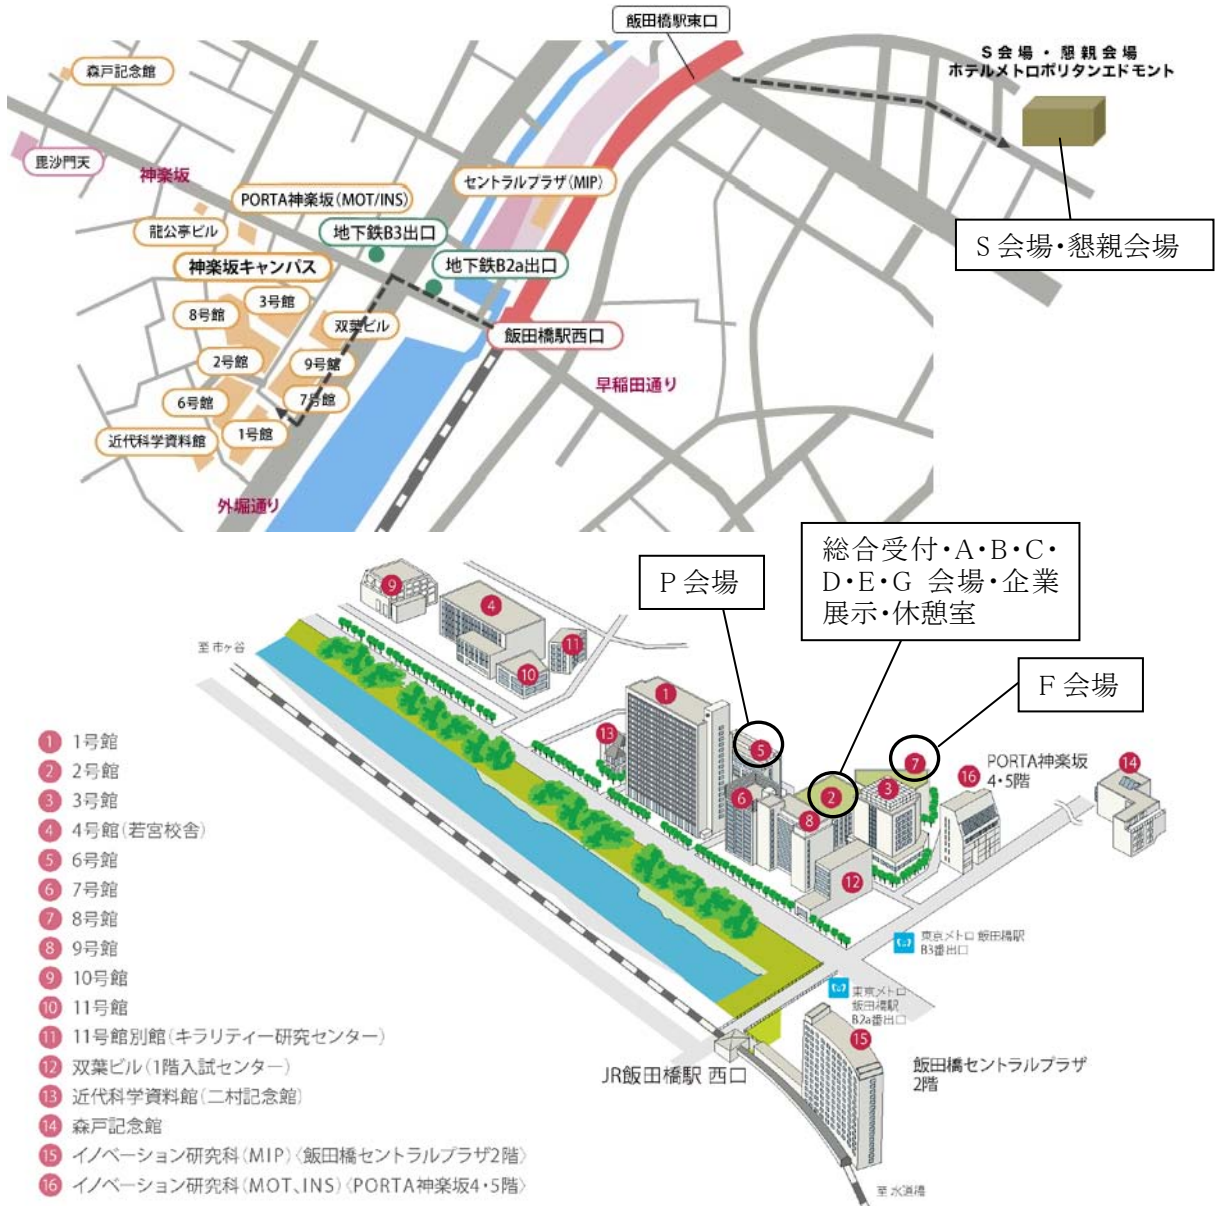 飯田橋駅東口
S会場・懇親会場
ホテルメトロポリタンエドモント
森戸記念館
毘沙門天
神楽坂
セントラルプラザ(MIP)
PORTA神楽坂(MOT/INS)
龍公亭ビル
地下鉄B3出口
S会場・懇親会場
地下鉄B2a出口
神楽坂キャンパス
3号館
8号館
双葉ビル
飯田橋駅西口
2号館
9号館
早稲田通り
7号館
6号館
1号館
近代科学資料館
外堀通り
総合受付・A・B・C・
D・E・G 会場・企業
展示・休憩室
P会場
F会場
至 市ヶ谷
9
4
11
10
1
13
5
6
2
8
3
7
16
PORTA神楽坂
4・5階
14
12
東京メトロ 飯田橋駅
B3番出口
東京メトロ
飯田橋駅
B2a番出口
15
JR飯田橋駅 西口
飯田橋セントラルプラザ
2階
至 水道橋
1 1号館
2 2号館
3 3号館
4 4号館(若宮校舎)
5 6号館
6 7号館
7 8号館
8 9号館
9 10号館
10 11号館
11 11号館別館(キラリティー研究センター)
12 双葉ビル(1階入試センター)
13 近代科学資料館(二村記念館)
14 森戸記念館
15 イノベーション研究科(MIP)〈飯田橋セントラルプラザ2階〉
16 イノベーション研究科(MOT、INS)〈PORTA神楽坂4・5階〉